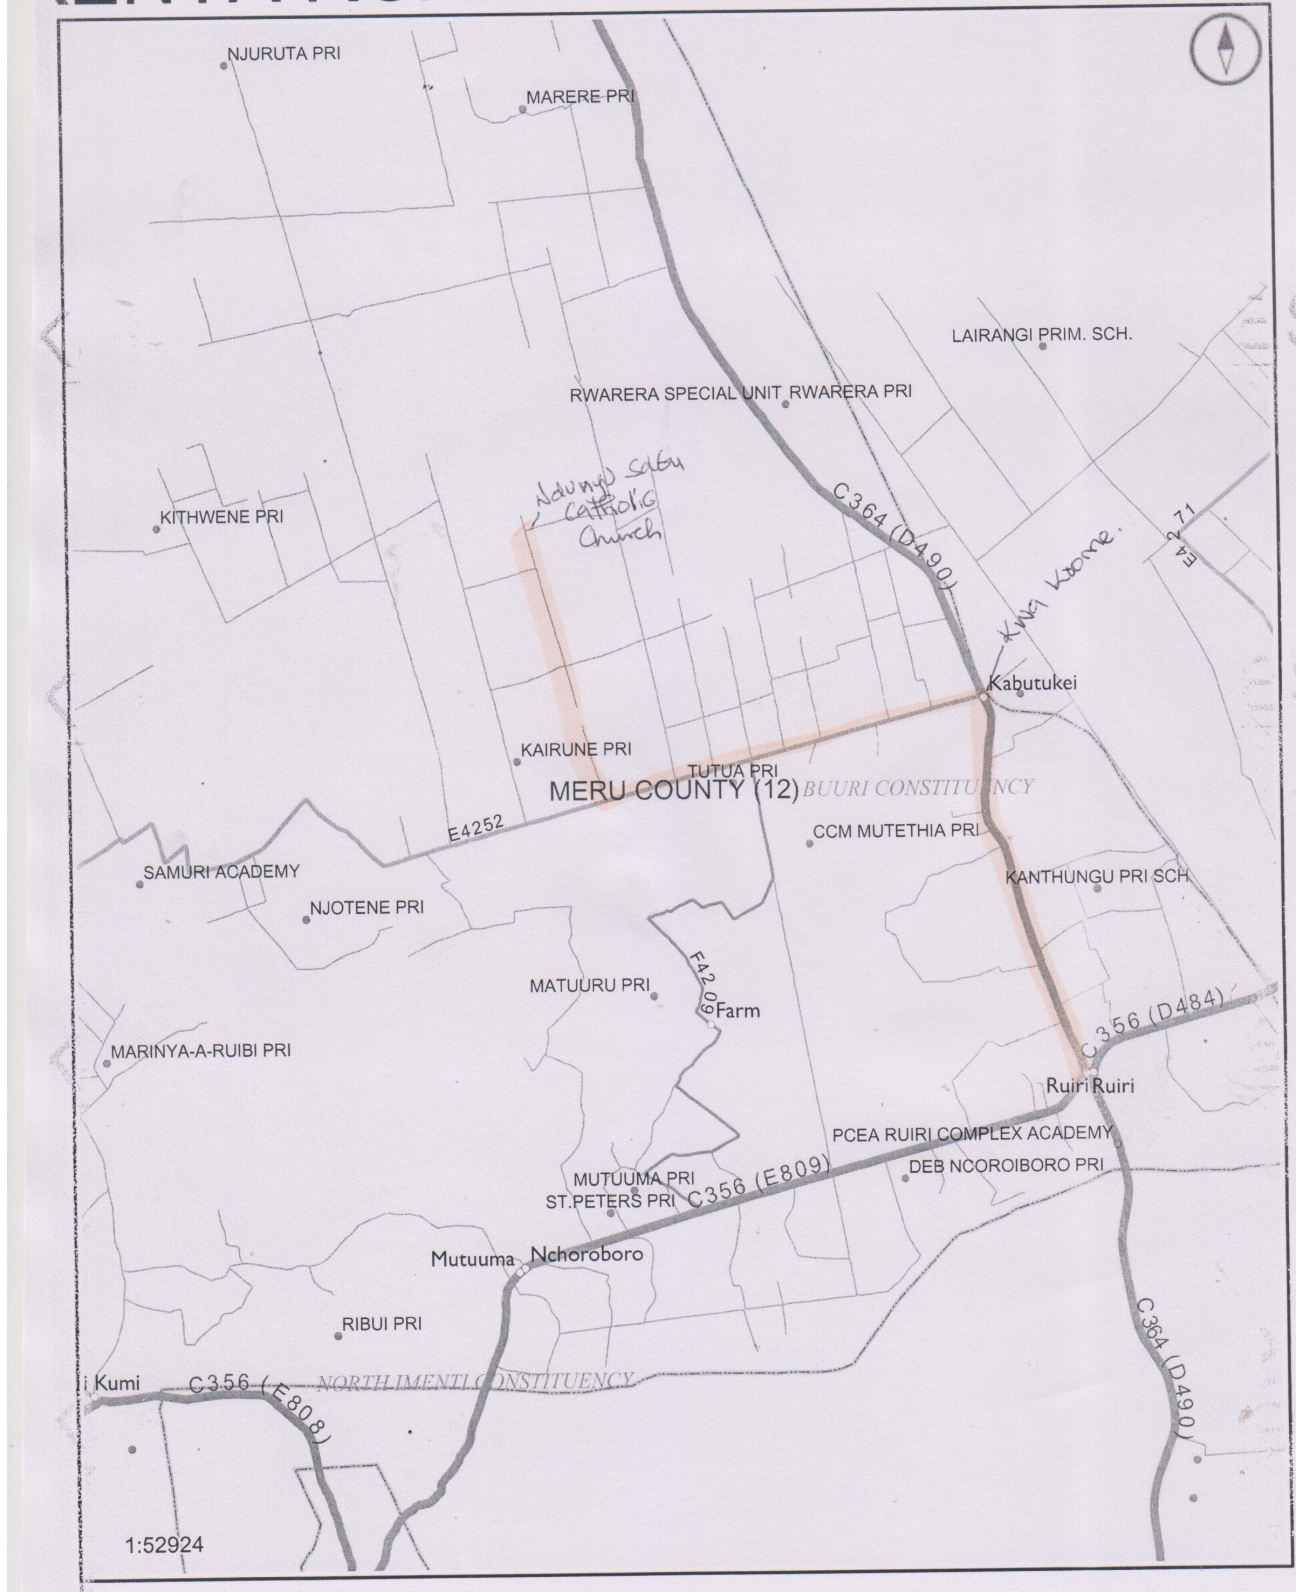 NJURUTA PRI
MARERE PRI
LAIRANGI PRIM. SCH.
RWARERA SPECIAL UNIT RWARERA PRI
Catholic
Church
KITHWENE PRI
C364 (D490)
E4271
Kwa Koome.
Kabutukei
KAIRUNE PRI
TUTUA PRI
MERU COUNTY (12)
BUURI CONSTITUENCY
E4252
CCM MUTETHIA PRI
SAMURI ACADEMY
KANTHUNGU PRI SCH
NJOTENE PRI
MATUURU PRI
F4209
Farm
C356 (D484)
MARINYA-A-RUIBI PRI
Ruiri Ruiri
PCEA RUIRI COMPLEX ACADEMY
DEB NCOROIBORO PRI
MUTUUMA PRI
ST.PETERS PRI
C356 (E809)
Mutuuma
Nchoroboro
RIBUI PRI
C364 (D490)
i Kumi
C356 (E808)
NORTH IMENTI CONSTITUENCY
1:52924